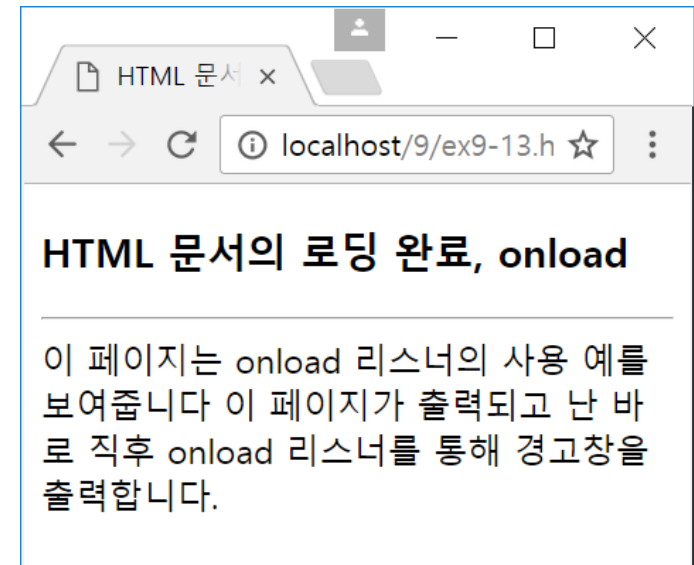 HTML 문서
localhost/9/ex9-13.h
HTML 문서의 로딩 완료, onload
이 페이지는 onload 리스너의 사용 예를
보여줍니다 이 페이지가 출력되고 난 바
로 직후 onload 리스너를 통해 경고창을
출력합니다.